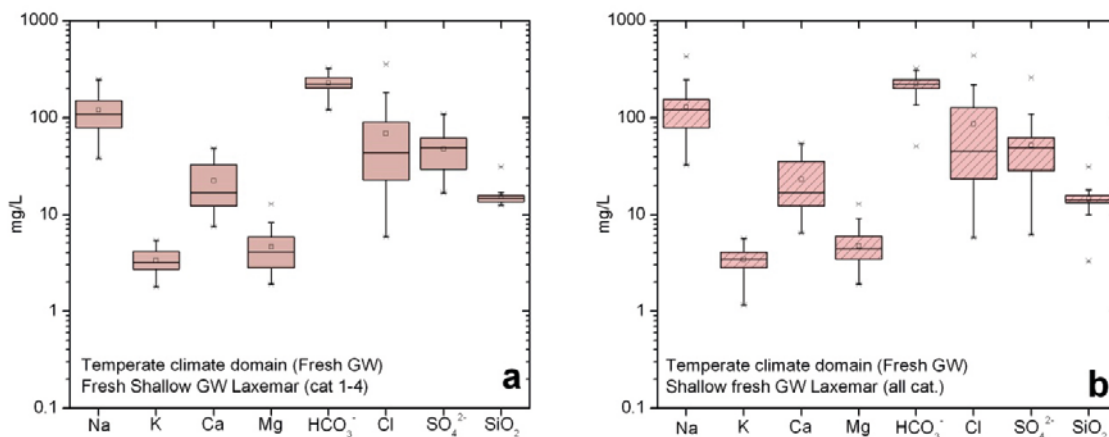 1000
100
10
1
0.1
mg/L
Temperate climate domain (Fresh GW)
Fresh Shallow GW Laxemar (cat 1-4)
a
Na K Ca Mg HCO₃⁻ Cl SO₄²⁻ SiO₂
1000
100
10
1
0.1
mg/L
Temperate climate domain (Fresh GW)
Shallow fresh GW Laxemar (all cat.)
b
Na K Ca Mg HCO₃⁻ Cl SO₄²⁻ SiO₂